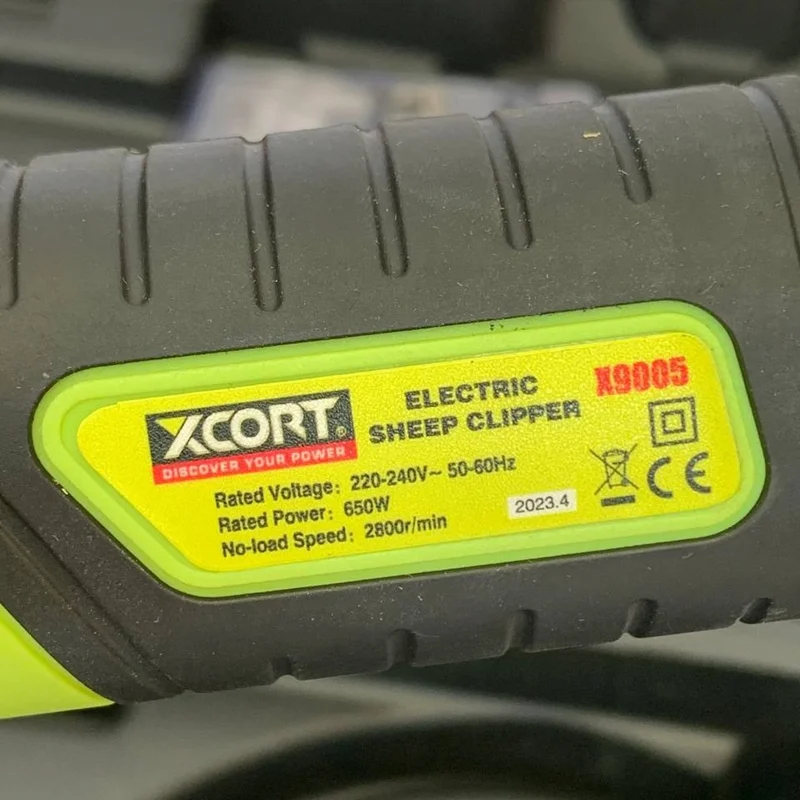 XCORT®
DISCOVER YOUR POWER
ELECTRIC
SHEEP CLIPPER
X9005
Rated Voltage: 220-240V~ 50-60Hz
Rated Power: 650W
No-load Speed: 2800r/min
2023.4
CE